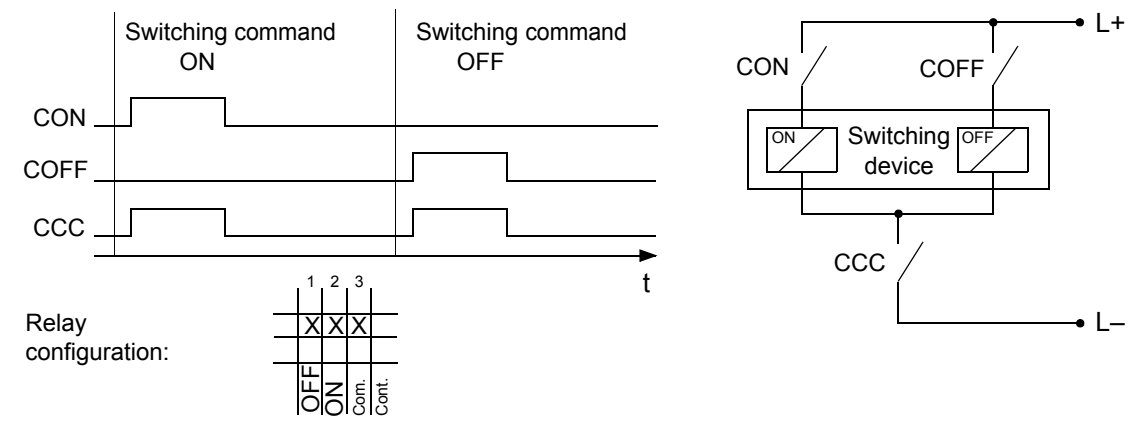 Switching command
ON
Switching command
OFF
CON
COFF
CCC
t
Relay
configuration:
1 2 3
X X X
OFF
ON
Com.
Cont.
L+
CON
COFF
ON
Switching
device
OFF
CCC
L–